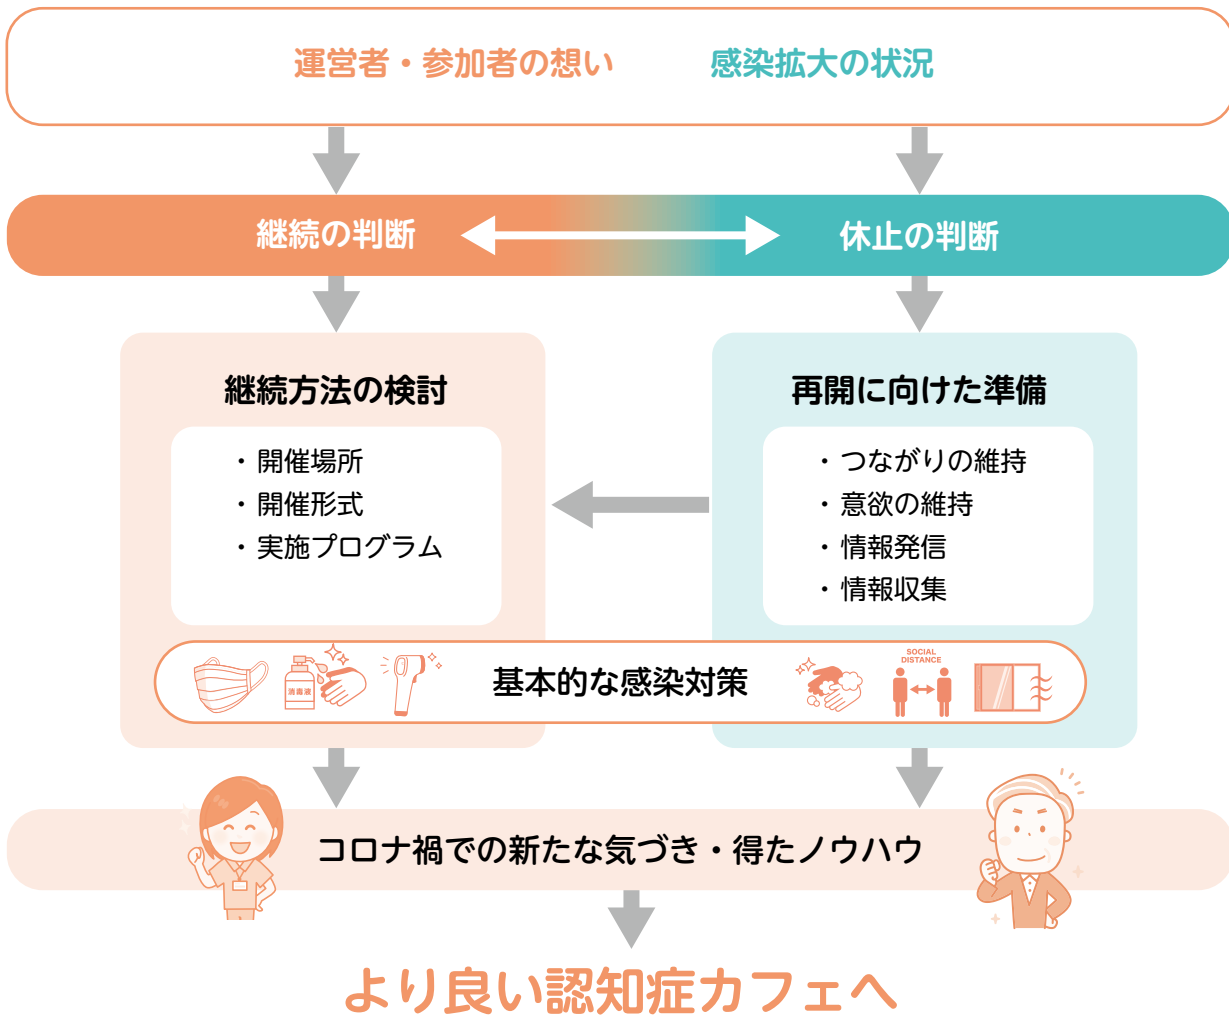 運営者・参加者の想い
感染拡大の状況
継続の判断
休止の判断
継続方法の検討
・開催場所
・開催形式
・実施プログラム
再開に向けた準備
・つながりの維持
・意欲の維持
・情報発信
・情報収集
消毒液
基本的な感染対策
SOCIAL
DISTANCE
コロナ禍での新たな気づき・得たノウハウ
より良い認知症カフェへ